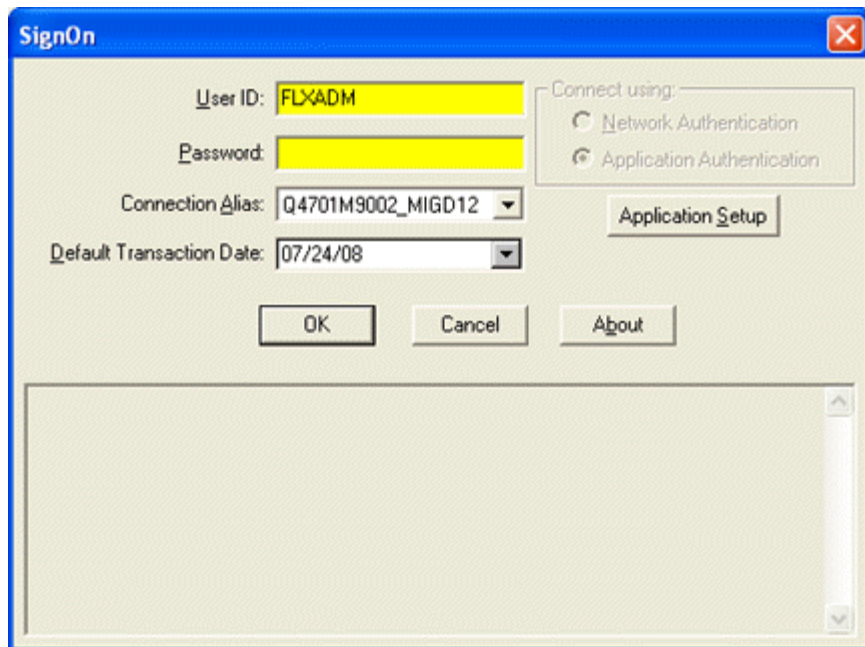 SignOn
User ID: FLXADM
Password:
Connection Alias: Q4701M9002_MIGD12
Default Transaction Date: 07/24/08
Connect using:
Network Authentication
Application Authentication
Application Setup
OK Cancel About